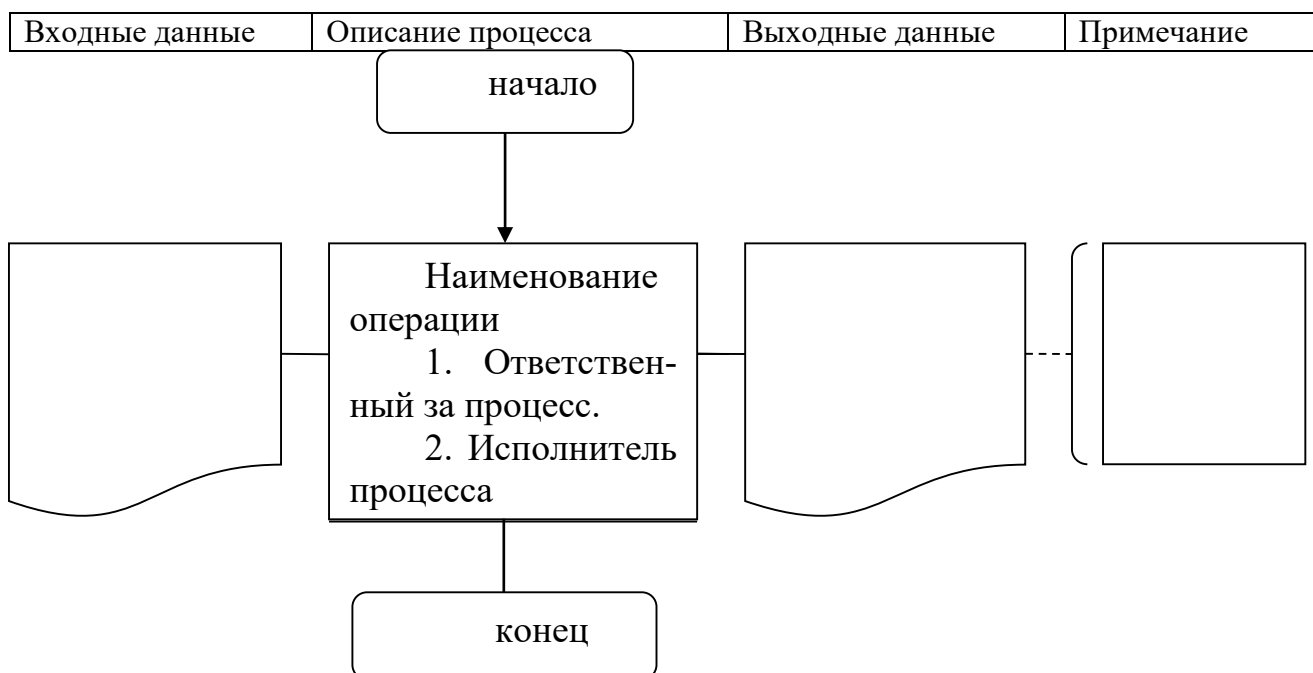 Входные данные Описание процесса Выходные данные Примечание
начало
Наименование
операции
1. Ответствен-
ный за процесс.
2. Исполнитель
процесса
конец